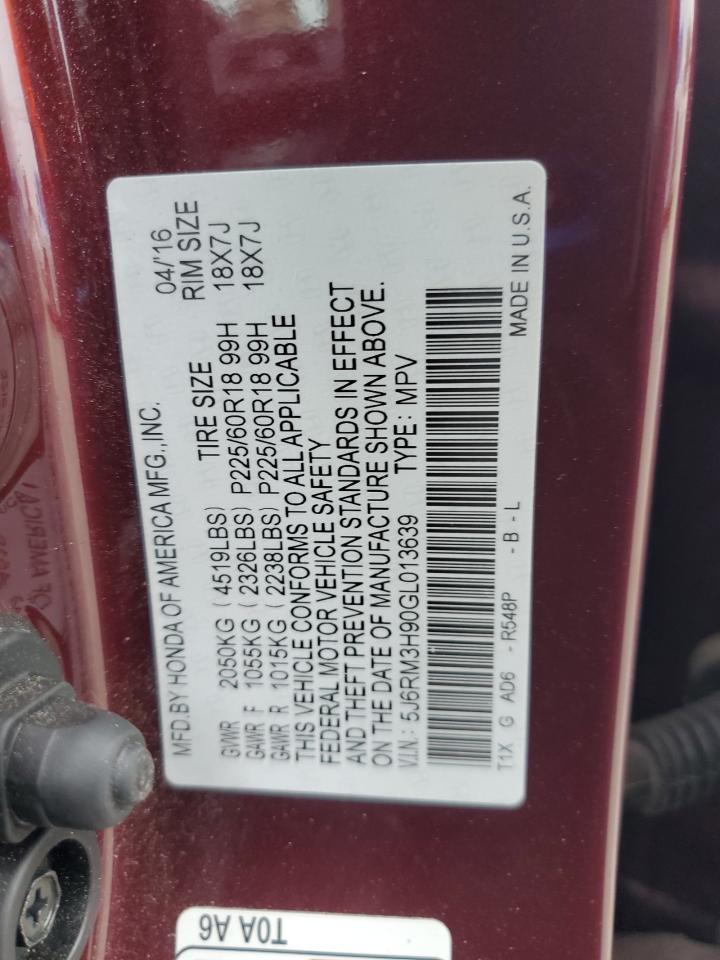 MFD.BY HONDA OF AMERICA MFG.,INC. 04/'16
TIRE SIZE RIM SIZE
GVWR 2050KG (4519LBS)
GAWR F 1055KG (2326LBS) P225/60R18 99H 18X7J
GAWR R 1015KG (2238LBS) P225/60R18 99H 18X7J
THIS VEHICLE CONFORMS TO ALL APPLICABLE
FEDERAL MOTOR VEHICLE SAFETY
AND THEFT PREVENTION STANDARDS IN EFFECT
ON THE DATE OF MANUFACTURE SHOWN ABOVE.
V.I.N.: 5J6RM3H90GL013639 TYPE: MPV
T1X G AD6 -R548P -B-L MADE IN U.S.A.
T0A A6